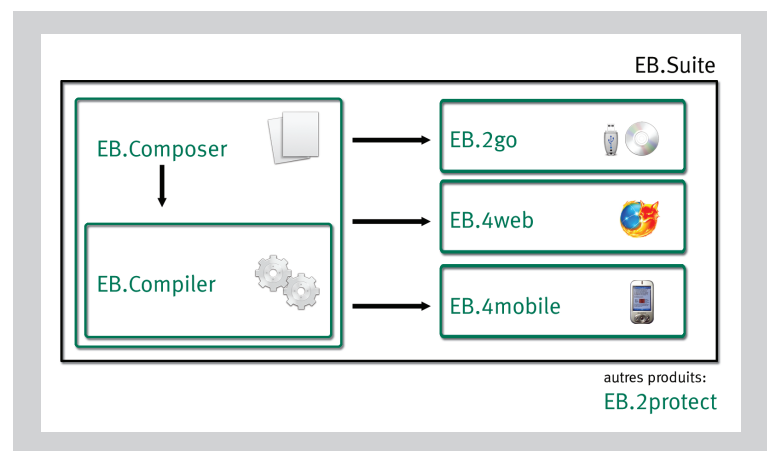 EB.Suite
EB.Composer
EB.Compiler
EB.2go
EB.4web
EB.4mobile
autres produits:
EB.2protect